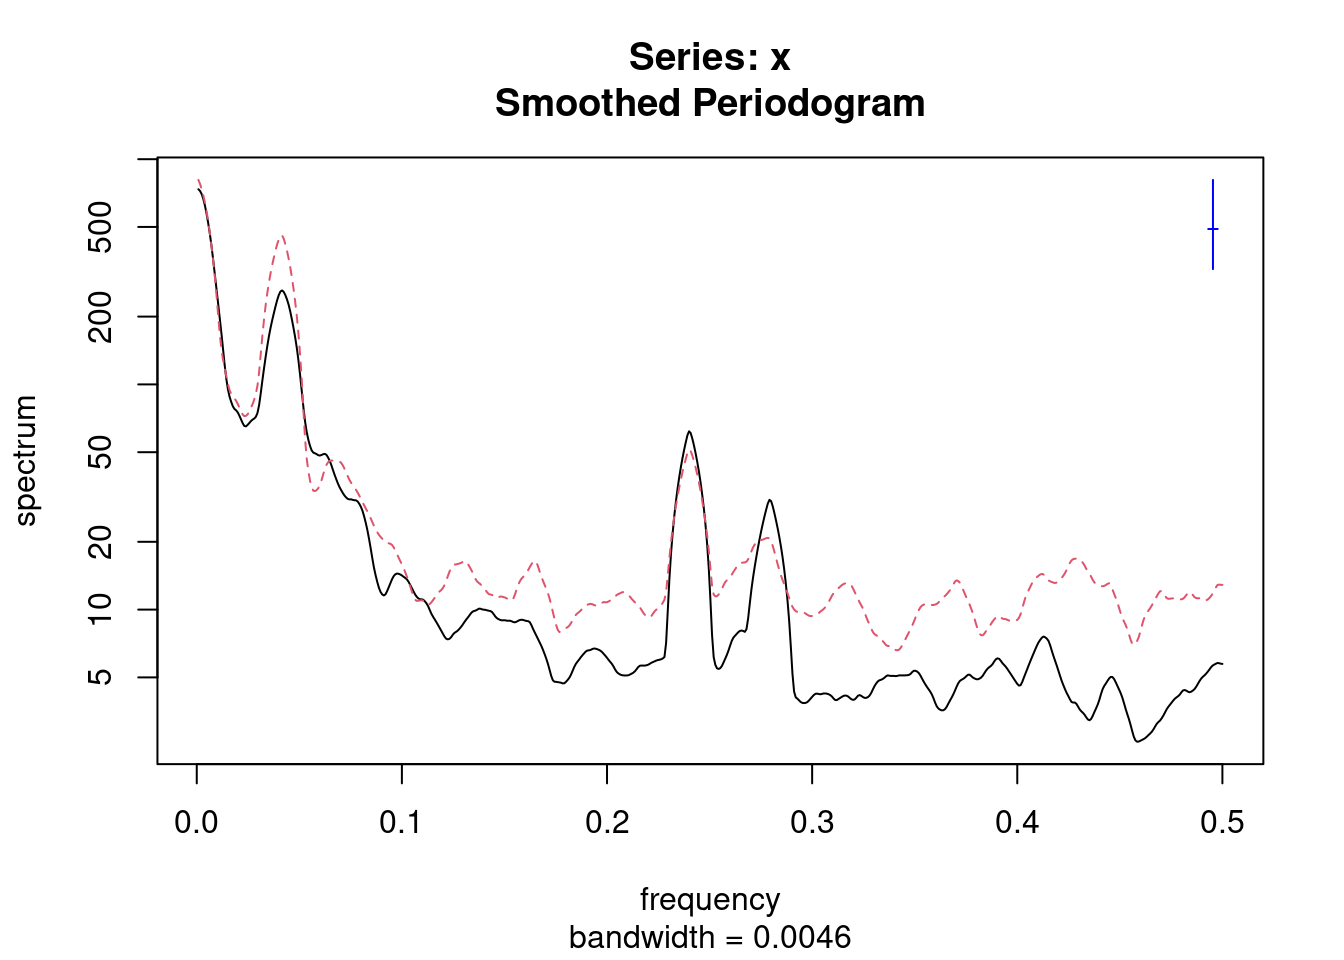 Series: x
Smoothed Periodogram
spectrum
500
200
50
20
10
5
0.0 0.1 0.2 0.3 0.4 0.5
frequency
bandwidth = 0.0046